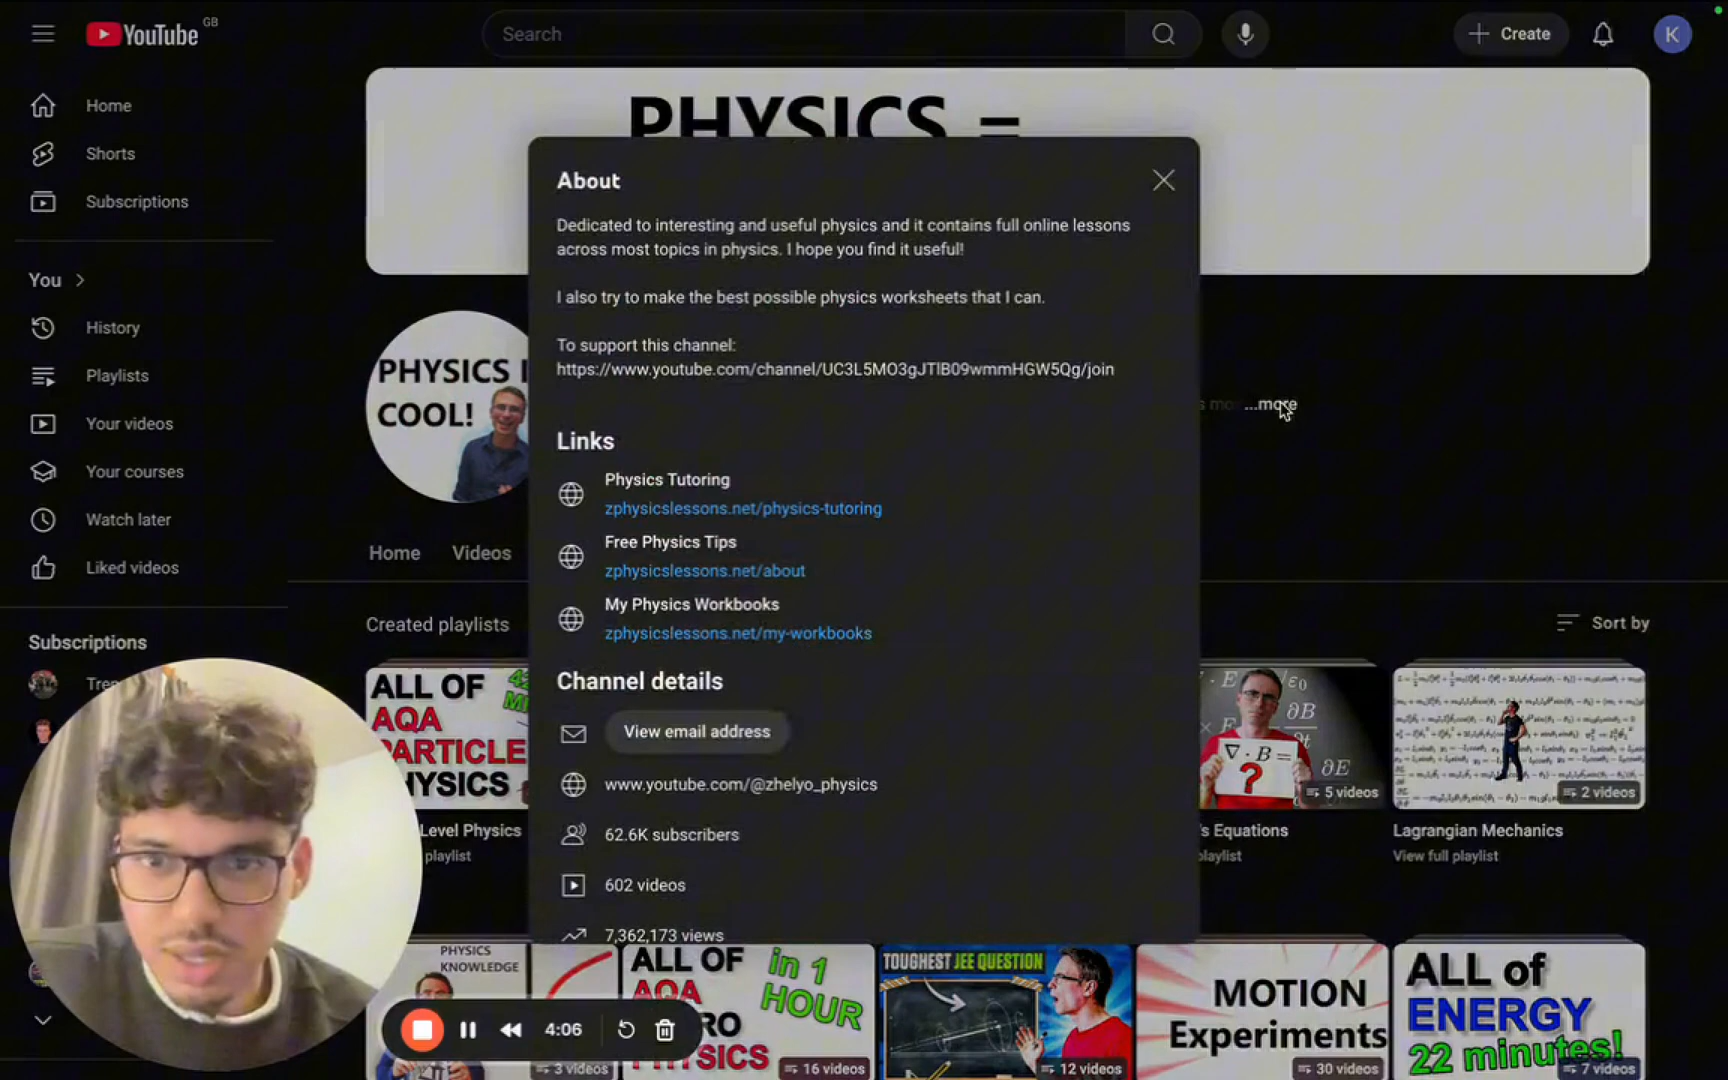 YouTube GB
Search
Create
K
Home
Shorts
Subscriptions
You
History
Playlists
Your videos
Your courses
Watch later
Liked videos
Subscriptions
PHYSICS =
PHYSICS I
COOL!
...more
Home
Videos
Created playlists
Sort by
About
Dedicated to interesting and useful physics and it contains full online lessons
across most topics in physics. I hope you find it useful!
I also try to make the best possible physics worksheets that I can.
To support this channel:
https://www.youtube.com/channel/UC3L5MO3gJTlB09wmmHGW5Qg/join
Links
Physics Tutoring
zphysicslessons.net/physics-tutoring
Free Physics Tips
zphysicslessons.net/about
My Physics Workbooks
zphysicslessons.net/my-workbooks
Channel details
View email address
www.youtube.com/@zhelyo_physics
62.6K subscribers
602 videos
7,362,173 views
ALL OF
AQA
PARTICLE
PHYSICS
Level Physics
playlist
∇ · B =
?
5 videos
's Equations
playlist
2 videos
Lagrangian Mechanics
View full playlist
PHYSICS
KNOWLEDGE
3 videos
ALL OF
AQA
in 1
HOUR
16 videos
TOUGHEST JEE QUESTION
12 videos
MOTION
Experiments
30 videos
ALL of
ENERGY
22 minutes!
7 videos
4:06